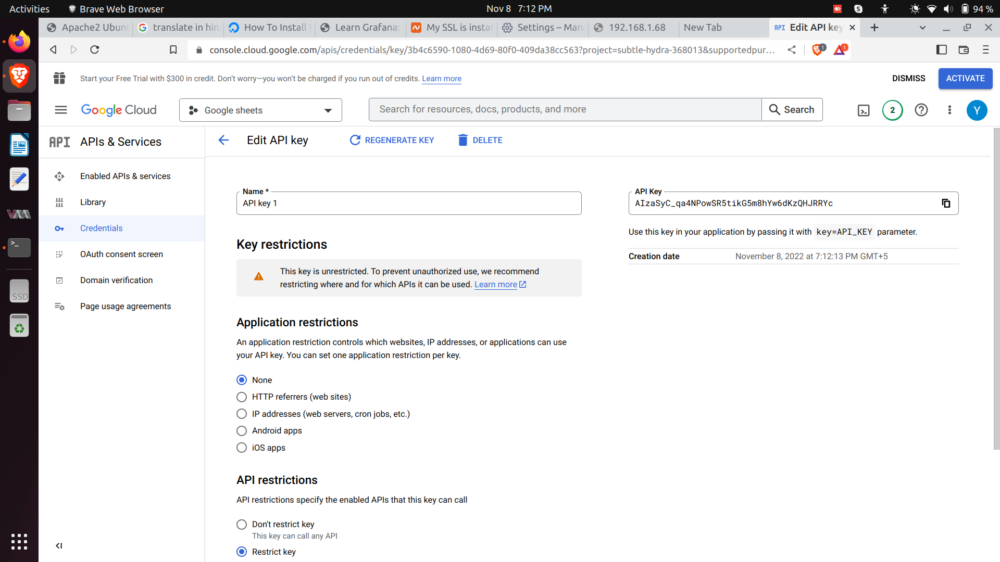 Activities
Brave Web Browser
Nov 8 7:12 PM
94 %
Apache2 Ubunt
translate in hin
How To Install
Learn Grafana:
My SSL is instal
Settings – Man
192.168.1.68
New Tab
API Edit API key
console.cloud.google.com/apis/credentials/key/3b4c6590-1080-4d69-80f0-409da38cc563?project=subtle-hydra-368013&supportedpur…
1
1
Start your Free Trial with $300 in credit. Don’t worry—you won’t be charged if you run out of credits. Learn more
DISMISS
ACTIVATE
Google Cloud
Google sheets
Search for resources, docs, products, and more
Search
2
Y
API APIs & Services
Edit API key
REGENERATE KEY
DELETE
Enabled APIs & services
Library
Credentials
OAuth consent screen
Domain verification
Page usage agreements
SSD
Name *
API key 1
API Key
AIzaSyC_qa4NPowSR5tikG5m8hYw6dKzQHJRRYc
Use this key in your application by passing it with key=API_KEY parameter.
Creation date
November 8, 2022 at 7:12:13 PM GMT+5
Key restrictions
This key is unrestricted. To prevent unauthorized use, we recommend
restricting where and for which APIs it can be used. Learn more
Application restrictions
An application restriction controls which websites, IP addresses, or applications can use
your API key. You can set one application restriction per key.
None
HTTP referrers (web sites)
IP addresses (web servers, cron jobs, etc.)
Android apps
iOS apps
API restrictions
API restrictions specify the enabled APIs that this key can call
Don't restrict key
This key can call any API
Restrict key